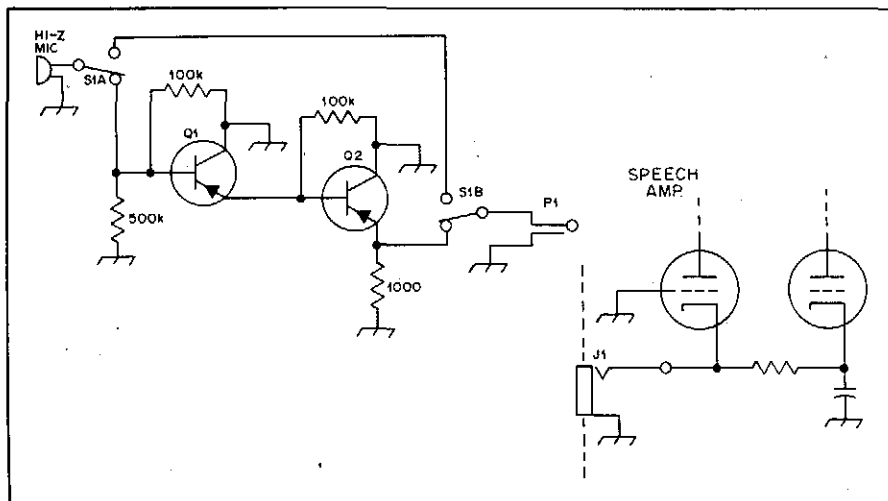 HI-Z
MIC
S1A
100k
100k
Q1
Q2
500k
S1B
P1
1000
SPEECH
AMP.
J1